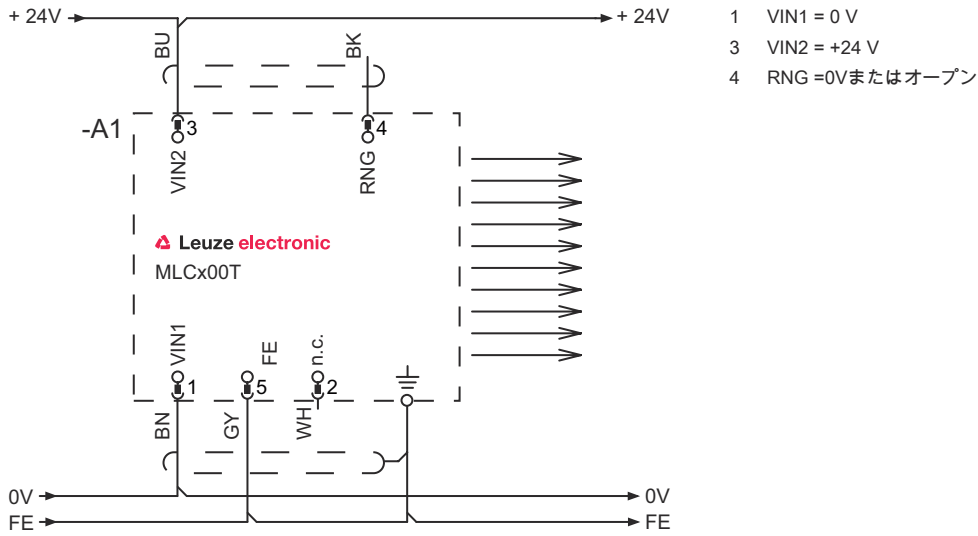 + 24V
+ 24V
1 VIN1 = 0 V
3 VIN2 = +24 V
4 RNG =0Vまたはオープン
BU
BK
-A1
3
4
VIN2
RNG
Leuze electronic
MLCx00T
VIN1
FE
n.c.
1
5
2
BN
GY
WH
0V
0V
FE
FE